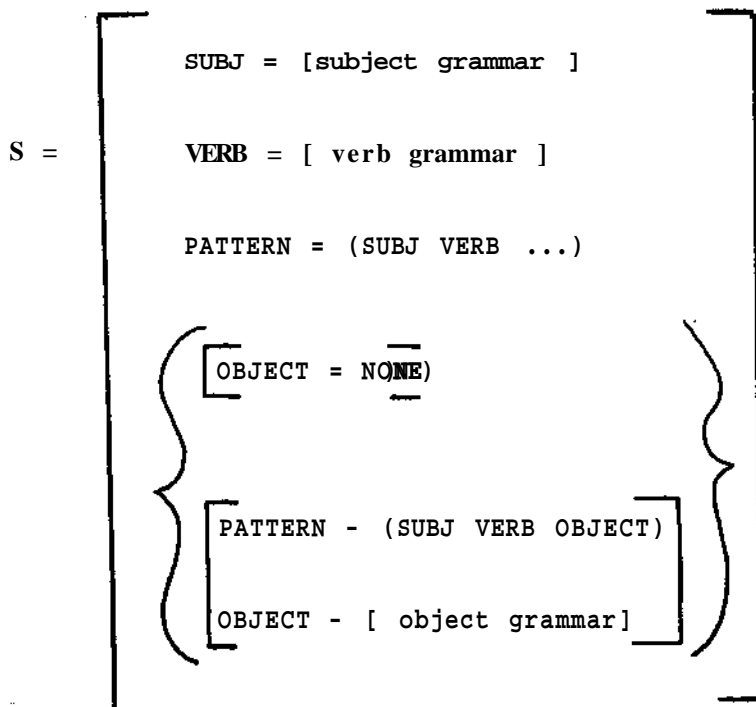 SUBJ = [subject grammar ]
S = VERB = [ verb grammar ]
PATTERN = (SUBJ VERB ...)
OBJECT = NONE
PATTERN - (SUBJ VERB OBJECT)
OBJECT - [ object grammar]